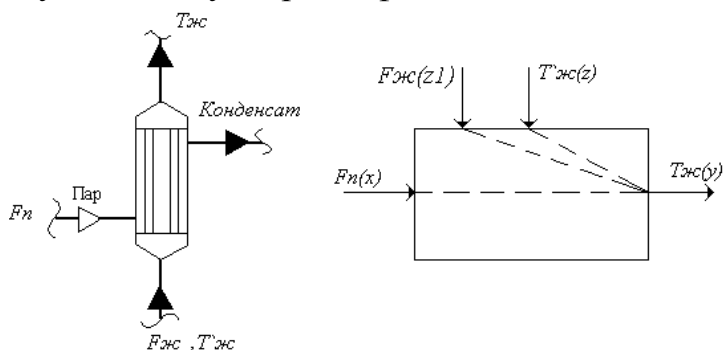 Tж
Конденсат
Пар
Fп
Fж ,T`ж
Fж(z1)
T`ж(z)
Fп(x)
Tж(y)